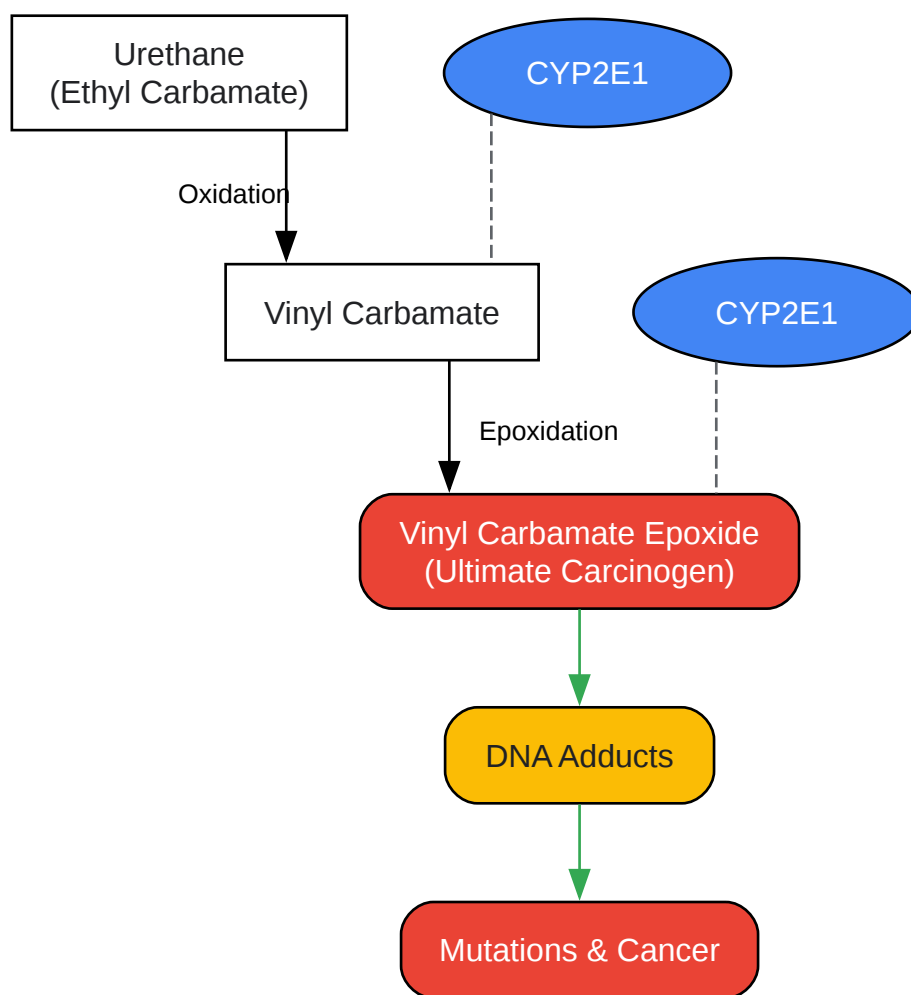 Urethane
(Ethyl Carbamate)
CYP2E1
Oxidation
Vinyl Carbamate
CYP2E1
Epoxidation
Vinyl Carbamate Epoxide
(Ultimate Carcinogen)
DNA Adducts
Mutations & Cancer